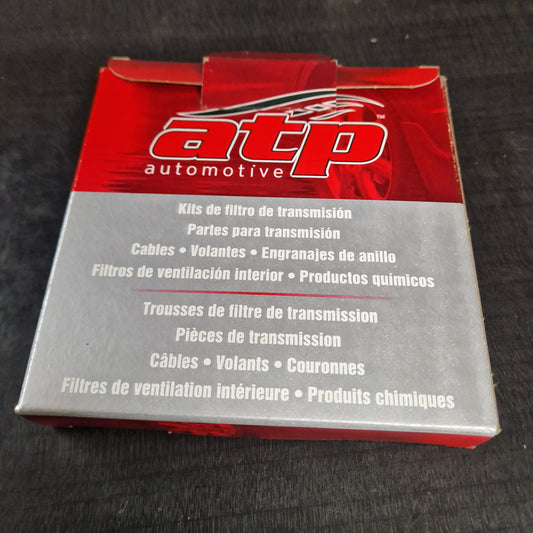 atp™
automotive
Kits de filtro de transmisión
Partes para transmisión
Cables • Volantes • Engranajes de anillo
Filtros de ventilación interior • Productos químicos
Trousses de filtre de transmission
Pièces de transmission
Câbles • Volants • Couronnes
Filtres de ventilation intérieure • Produits chimiques